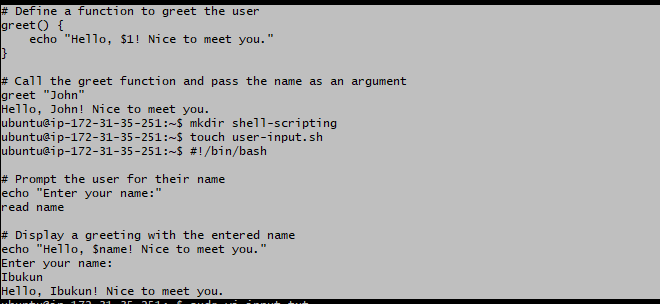 # Define a function to greet the user
greet() {
    echo "Hello, $1! Nice to meet you."
}

# Call the greet function and pass the name as an argument
greet "John"
Hello, John! Nice to meet you.
ubuntu@ip-172-31-35-251:~$ mkdir shell-scripting
ubuntu@ip-172-31-35-251:~$ touch user-input.sh
ubuntu@ip-172-31-35-251:~$ #!/bin/bash

# Prompt the user for their name
echo "Enter your name:"
read name

# Display a greeting with the entered name
echo "Hello, $name! Nice to meet you."
Enter your name:
Ibukun
Hello, Ibukun! Nice to meet you.